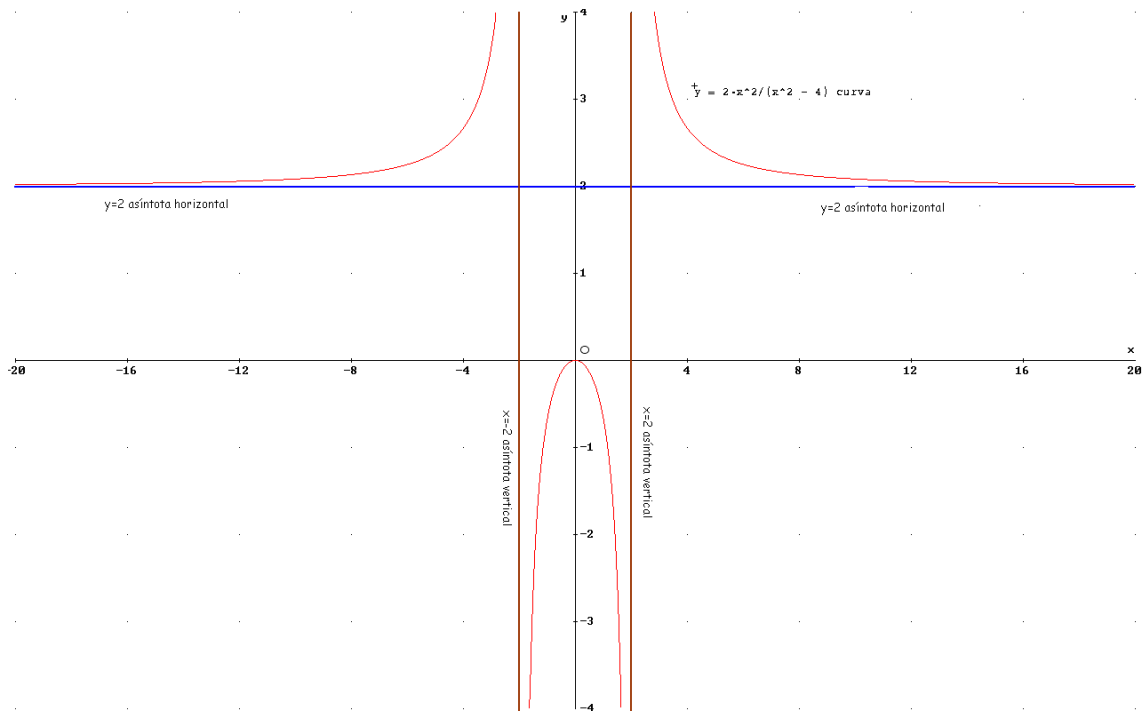 y
4
y = 2·x^2/(x^2 - 4) curva
3
2
y=2 asíntota horizontal
y=2 asíntota horizontal
1
O
x
-20 -16 -12 -8 -4 4 8 12 16 20
x=-2 asíntota vertical
x=2 asíntota vertical
-1
-2
-3
-4